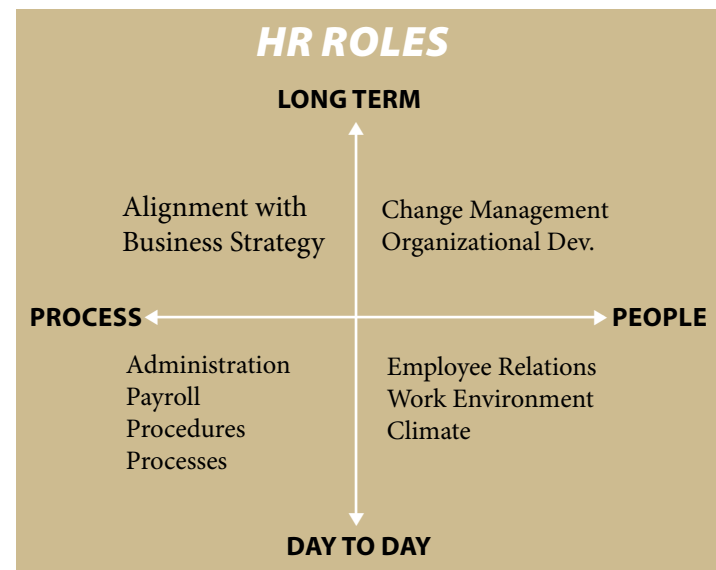 HR ROLES
LONG TERM
Alignment with
Business Strategy
Change Management
Organizational Dev.
PROCESS
PEOPLE
Administration
Payroll
Procedures
Processes
Employee Relations
Work Environment
Climate
DAY TO DAY